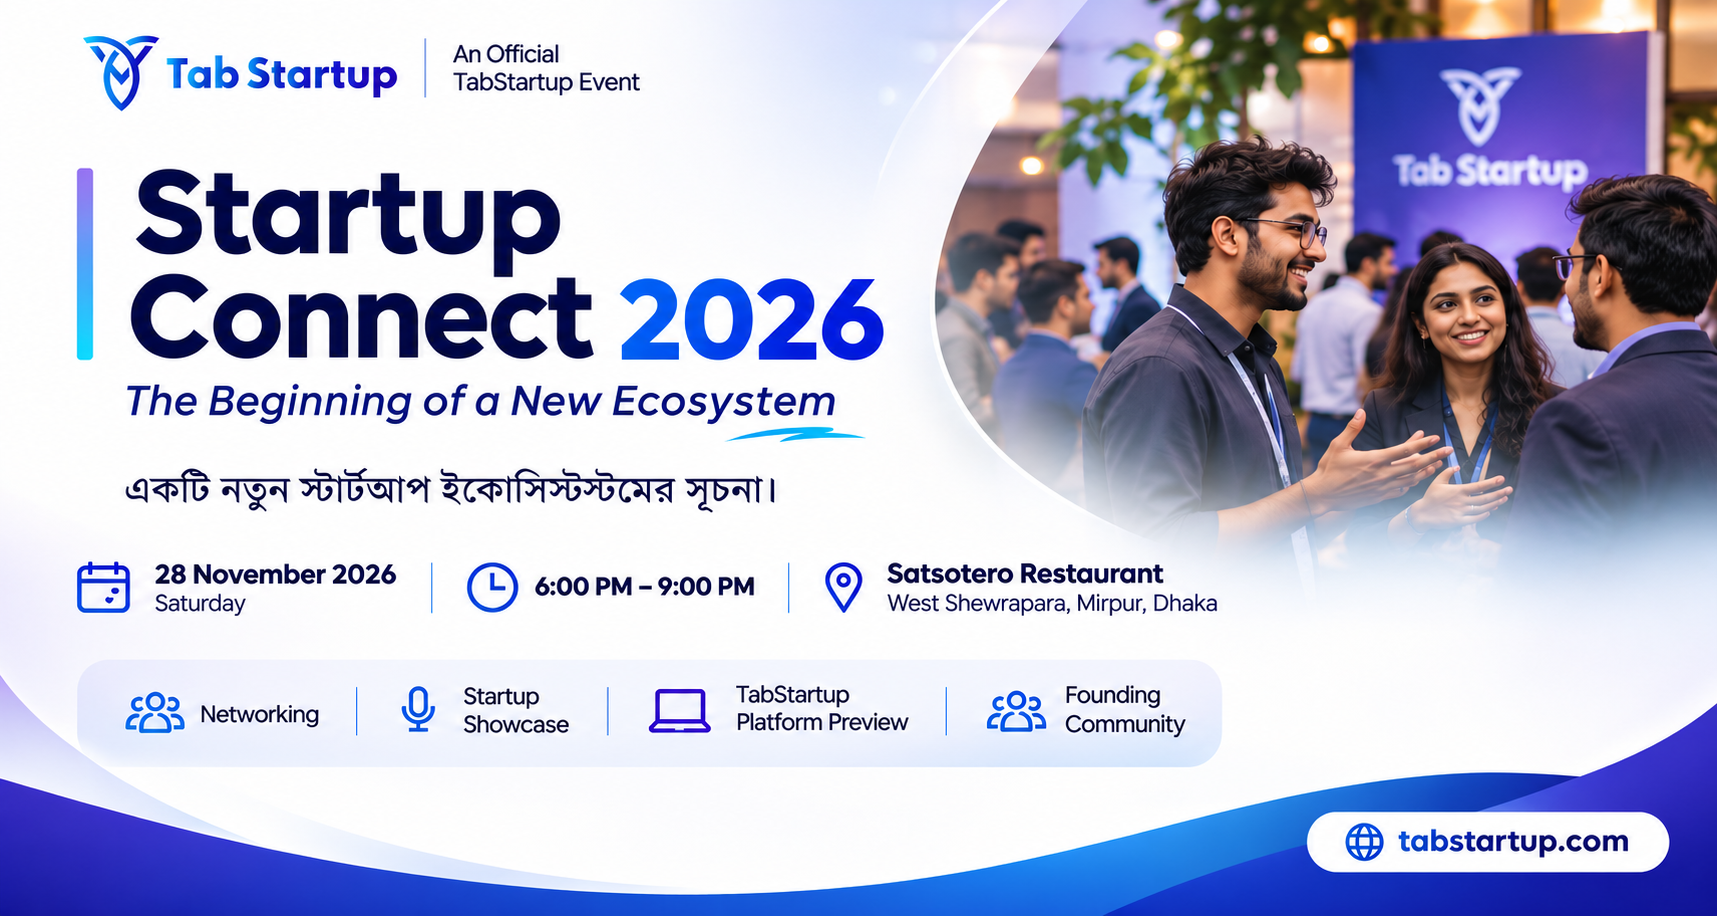 Tab Startup
An Official
TabStartup Event
Startup
Connect 2026
The Beginning of a New Ecosystem
একটি নতুন স্টার্টআপ ইকোসিস্টস্টমের সূচনা।
28 November 2026
Saturday
6:00 PM – 9:00 PM
Satsotero Restaurant
West Shewrapara, Mirpur, Dhaka
Networking
Startup
Showcase
TabStartup
Platform Preview
Founding
Community
tabstartup.com
Tab Startup